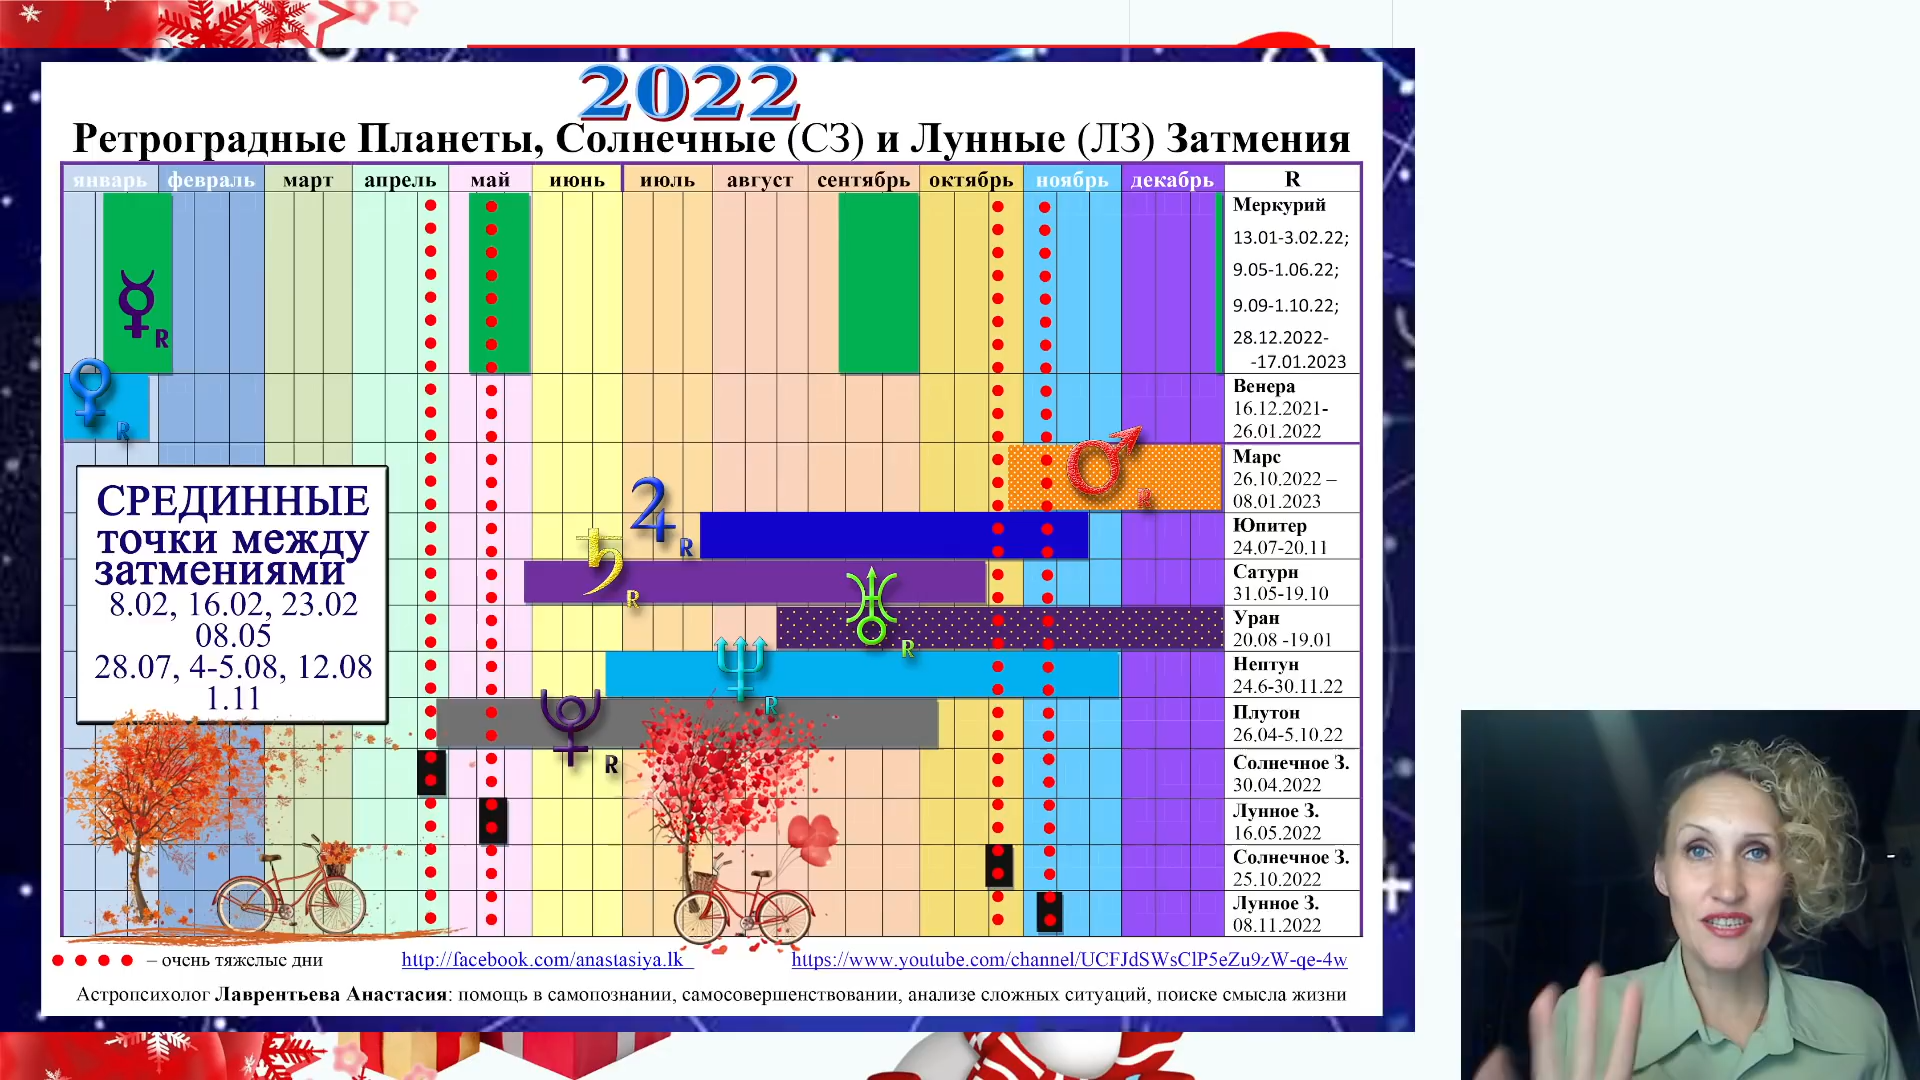 2022
Ретроградные Планеты, Солнечные (СЗ) и Лунные (ЛЗ) Затмения
январь февраль март апрель май июнь июль август сентябрь октябрь ноябрь декабрь R
Меркурий
13.01-3.02.22;
9.05-1.06.22;
9.09-1.10.22;
28.12.2022-
-17.01.2023
R
Венера
16.12.2021-
26.01.2022
R
Марс
26.10.2022 –
08.01.2023
R
Юпитер
24.07-20.11
R
Сатурн
31.05-19.10
R
Уран
20.08 -19.01
R
Нептун
24.6-30.11.22
R
Плутон
26.04-5.10.22
R
Солнечное З.
30.04.2022
Лунное З.
16.05.2022
Солнечное З.
25.10.2022
Лунное З.
08.11.2022
СРЕДИННЫЕ
точки между
затмениями
8.02, 16.02, 23.02
08.05
28.07, 4-5.08, 12.08
1.11
– очень тяжелые дни
http://facebook.com/anastasiya.lk
https://www.youtube.com/channel/UCFJdSWsClP5eZu9zW-qe-4w
Астропсихолог Лаврентьева Анастасия: помощь в самопознании, самосовершенствовании, анализе сложных ситуаций, поиске смысла жизни